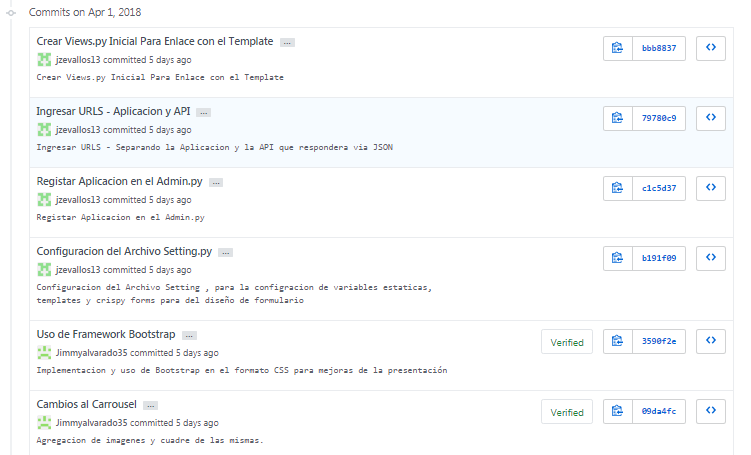 Commits on Apr 1, 2018
Crear Views.py Inicial Para Enlace con el Template ...
bbb8837
jzevallos13 committed 5 days ago
Crear Views.py Inicial Para Enlace con el Template
Ingresar URLS - Aplicacion y API ...
79780c9
jzevallos13 committed 5 days ago
Ingresar URLS - Separando la Aplicacion y la API que respondera via JSON
Registar Aplicacion en el Admin.py ...
c1c5d37
jzevallos13 committed 5 days ago
Registar Aplicacion en el Admin.py
Configuracion del Archivo Setting.py ...
b191f09
jzevallos13 committed 5 days ago
Configuracion del Archivo Setting , para la configracion de variables estaticas,
templates y crispy forms para del diseño de formulario
Uso de Framework Bootstrap ...
Verified 3590f2e
Jimmyalvarado35 committed 5 days ago
Implementacion y uso de Bootstrap en el formato CSS para mejoras de la presentación
Cambios al Carrousel ...
Verified 09da4fc
Jimmyalvarado35 committed 5 days ago
Agregacion de imagenes y cuadre de las mismas.